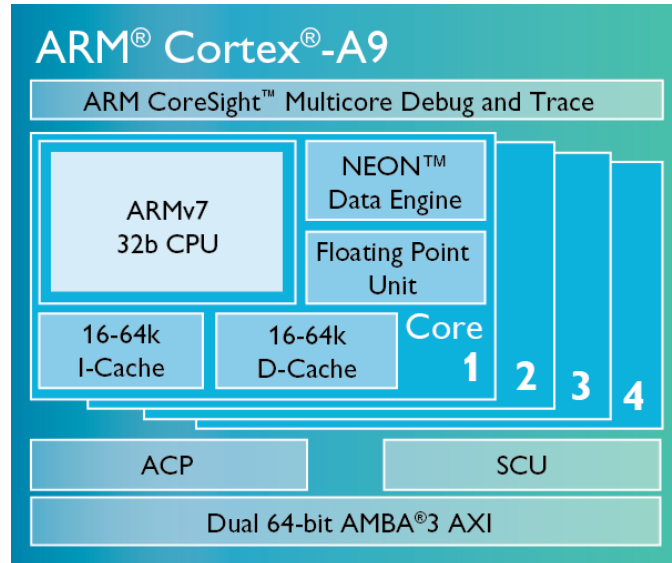 ARM® Cortex®-A9
ARM CoreSight™ Multicore Debug and Trace
ARMv7
32b CPU
NEON™
Data Engine
Floating Point
Unit
16-64k
I-Cache
16-64k
D-Cache
Core
1
2
3
4
ACP
SCU
Dual 64-bit AMBA®3 AXI